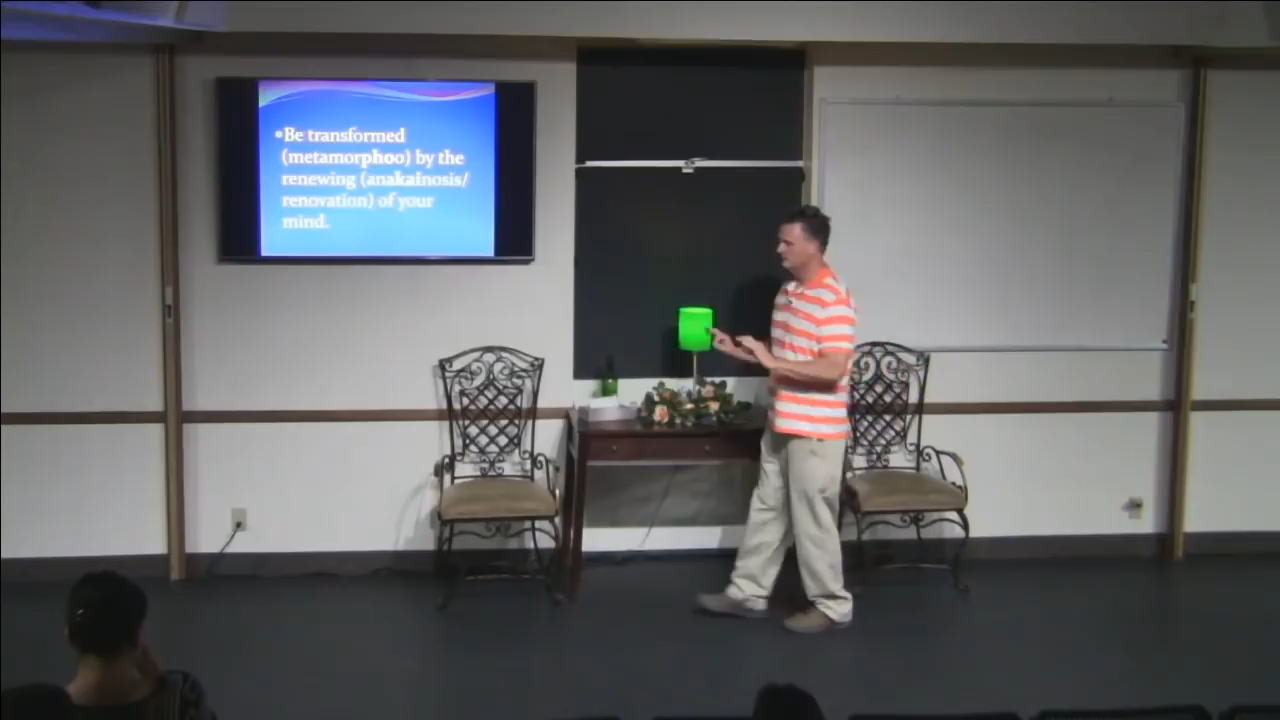 •Be transformed
(metamorphoo) by the
renewing (anakainosis/
renovation) of your
mind.